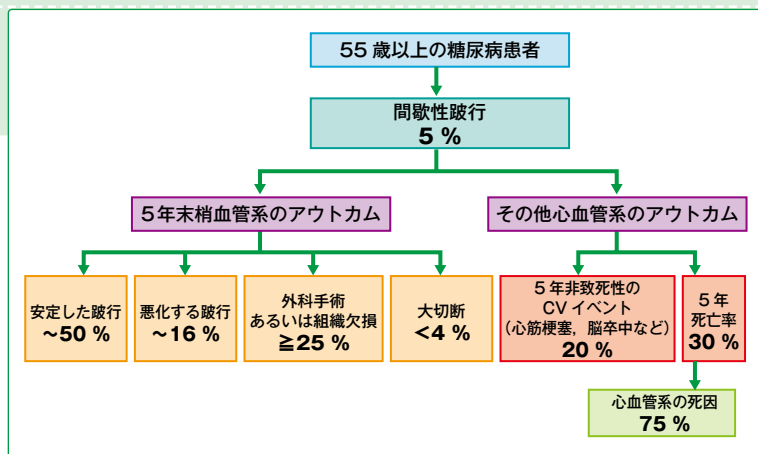 55歳以上の糖尿病患者
間歇性跛行
5 %
5年末梢血管系のアウトカム
その他心血管系のアウトカム
安定した跛行
~50 %
悪化する跛行
~16 %
外科手術
あるいは組織欠損
≧25 %
大切断
<4 %
5年非致死性の
CVイベント
(心筋梗塞,脳卒中など)
20 %
5年
死亡率
30 %
心血管系の死因
75 %